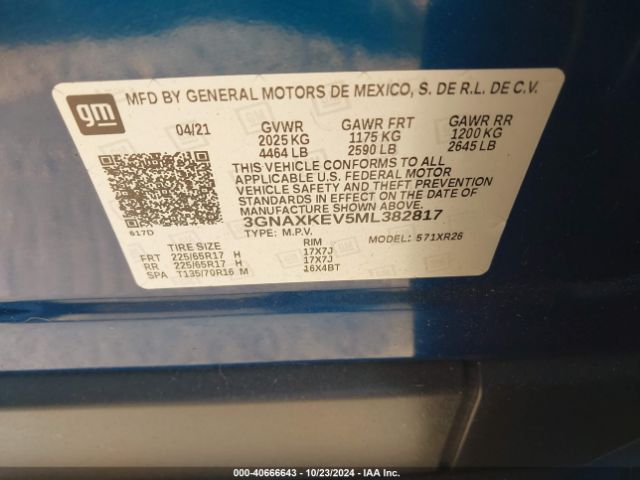 gm
MFD BY GENERAL MOTORS DE MEXICO, S. DE R.L. DE C.V.
04/21 GVWR GAWR FRT GAWR RR
2025 KG 1175 KG 1200 KG
4464 LB 2590 LB 2645 LB
THIS VEHICLE CONFORMS TO ALL
APPLICABLE U.S. FEDERAL MOTOR
VEHICLE SAFETY AND THEFT PREVENTION
STANDARDS IN EFFECT ON THE DATE
OF MANUFACTURE SHOWN ABOVE.
617D 3GNAXKEV5ML382817
TYPE: M.P.V. MODEL: 571XR26
TIRE SIZE RIM
FRT 225/65R17 H 17X7J
RR 225/65R17 H 17X7J
SPA T135/70R16 M 16X4BT
© - 40666643 - 10/23/2024 - IAA Inc.